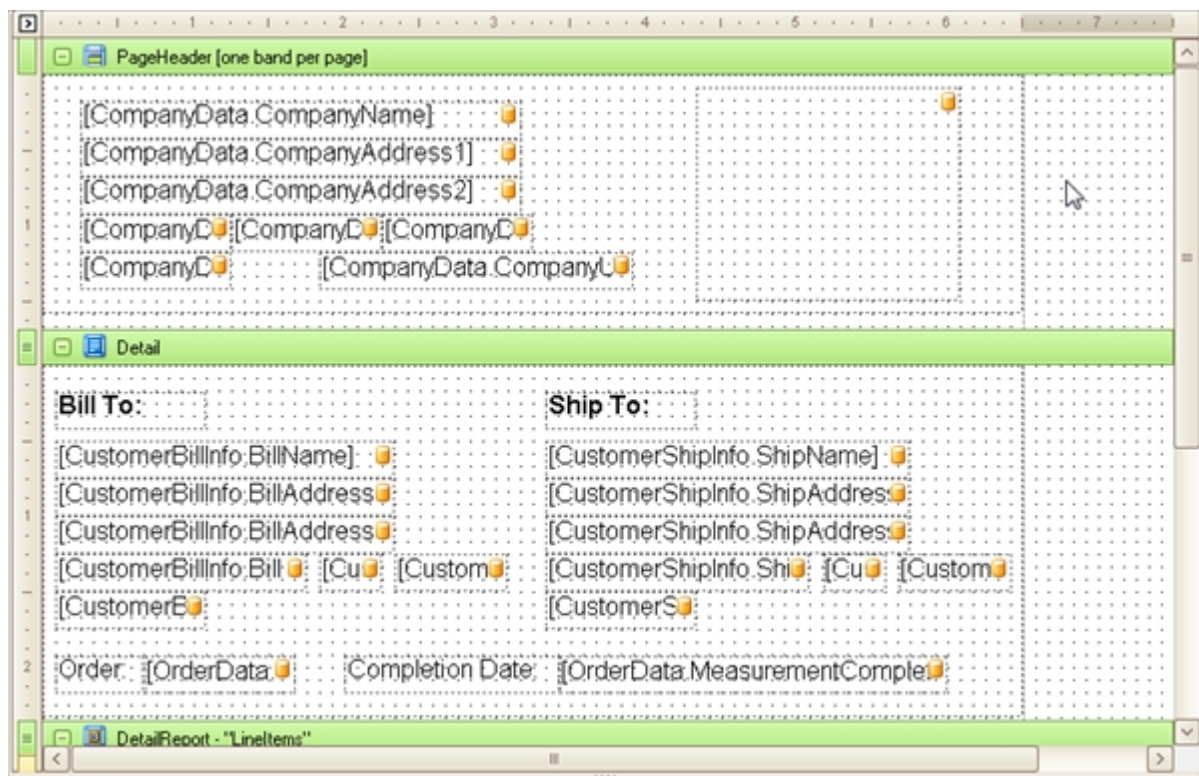 1 2 3 4 5 6 7
PageHeader [one band per page]
[CompanyData.CompanyName]
[CompanyData.CompanyAddress1]
[CompanyData.CompanyAddress2]
1
[CompanyD [CompanyD [CompanyD
[CompanyD [CompanyData.CompanyU
Detail
Bill To: Ship To:
[CustomerBillInfo.BillName] [CustomerShipInfo.ShipName]
[CustomerBillInfo.BillAddress [CustomerShipInfo.ShipAddres
1
[CustomerBillInfo.BillAddress [CustomerShipInfo.ShipAddres
[CustomerBillInfo.Bill [Cu [Custom [CustomerShipInfo.Shi [Cu [Custom
[CustomerB [CustomerS
2
Order: [OrderData. Completion Date: [OrderData.MeasurementComple
DetailReport - "LineItems"